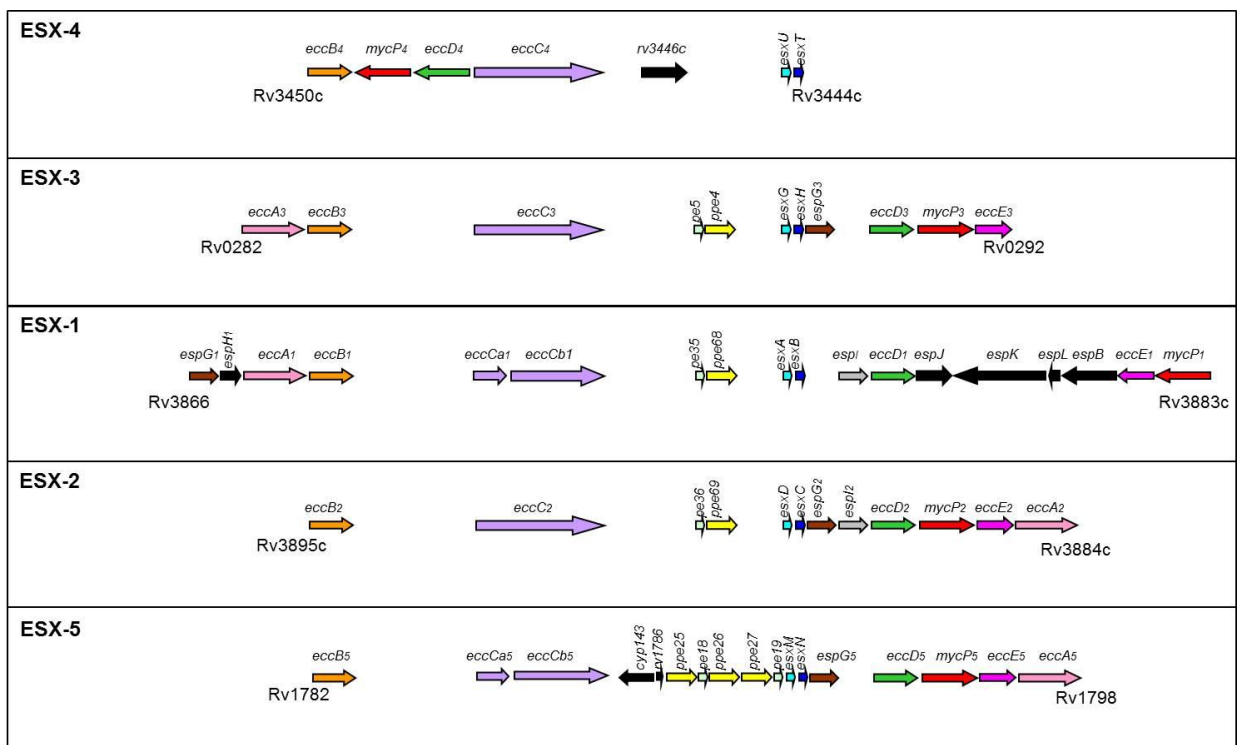 ESX-4
eccB4 mycP4 eccD4 eccC4 rv3446c esxU esxT
Rv3450c Rv3444c
ESX-3
eccA3 eccB3 eccC3 pe5 ppe4 esxG esxH espG3 eccD3 mycP3 eccE3
Rv0282 Rv0292
ESX-1
espG1 espH1 eccA1 eccB1 eccCa1 eccCb1 pe35 ppe68 esxA esxB espI eccD1 espJ espK espL espB eccE1 mycP1
Rv3866 Rv3883c
ESX-2
eccB2 eccC2 pe36 ppe69 esxD esxC espG2 espI2 eccD2 mycP2 eccE2 eccA2
Rv3895c Rv3884c
ESX-5
eccB5 eccCa5 eccCb5 cyp143 rv1786 ppe25 pe18 ppe26 ppe27 pe19 esxM esxN espG5 eccD5 mycP5 eccE5 eccA5
Rv1782 Rv1798